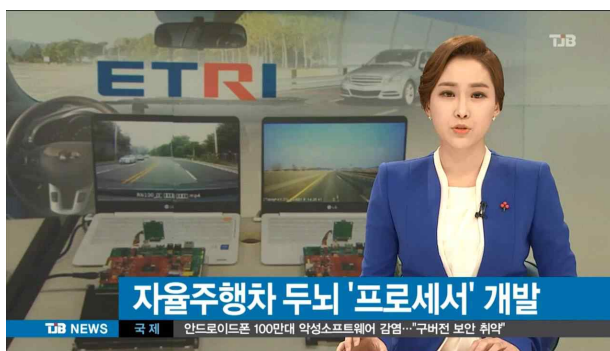 TJB
ETRI
LG
LG
자율주행차 두뇌 '프로세서' 개발
TJB NEWS
국 제
안드로이드폰 100만대 악성소프트웨어 감염…"구버전 보안 취약"